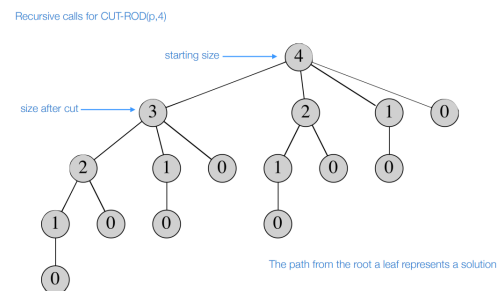 Recursive calls for CUT-ROD(p,4)
starting size
4
size after cut
3 2 1 0
2 1 0 1 0 0
1 0 0 0
0
The path from the root a leaf represents a solution